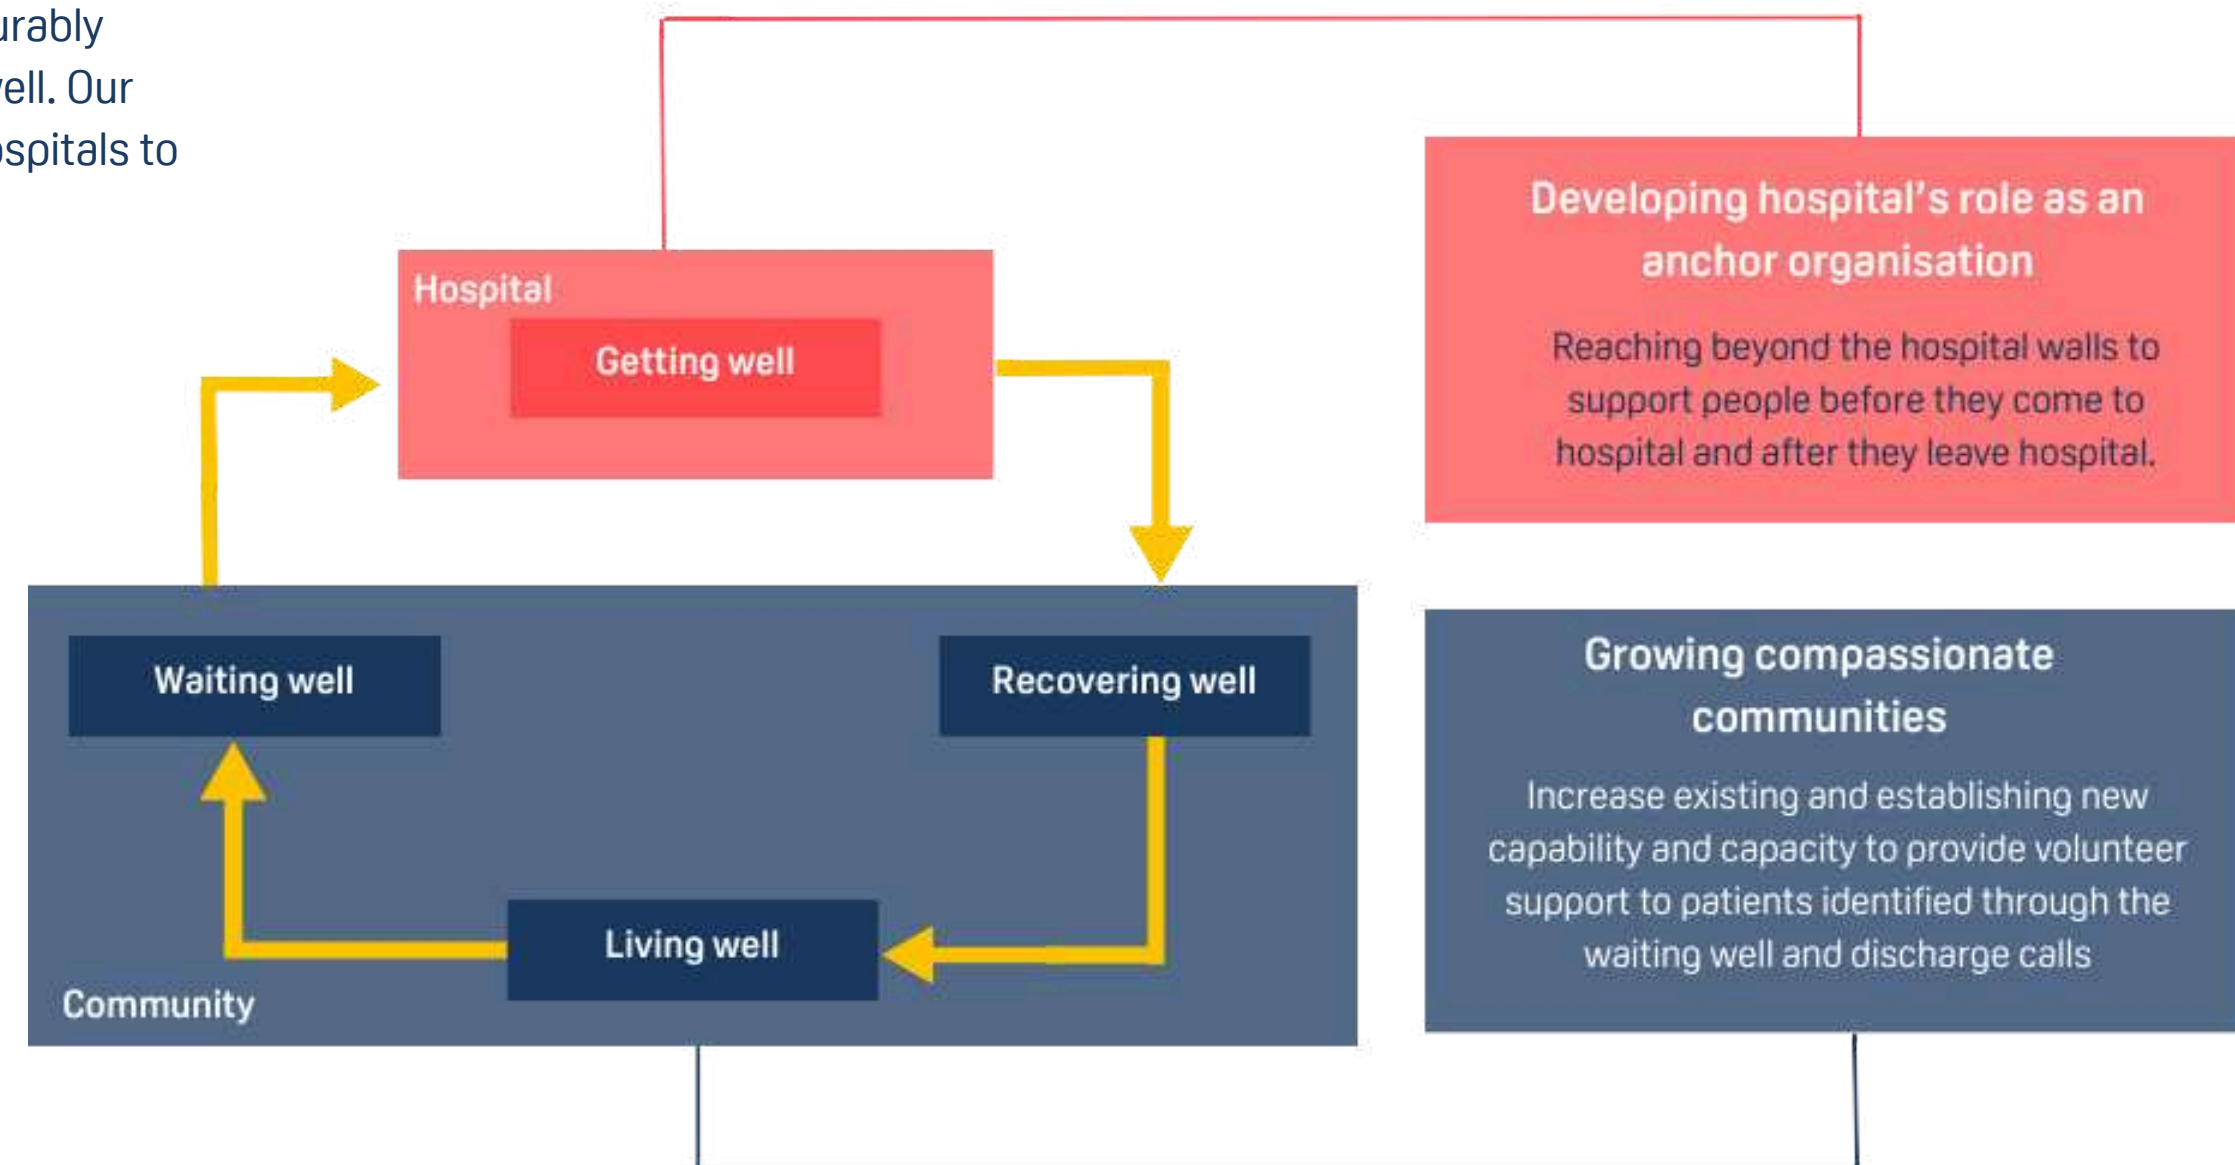 urably
well. Our
ospitals to
Hospital
Getting well
Developing hospital's role as an
anchor organisation
Reaching beyond the hospital walls to
support people before they come to
hospital and after they leave hospital.
Waiting well
Recovering well
Living well
Community
Growing compassionate
communities
Increase existing and establishing new
capability and capacity to provide volunteer
support to patients identified through the
waiting well and discharge calls